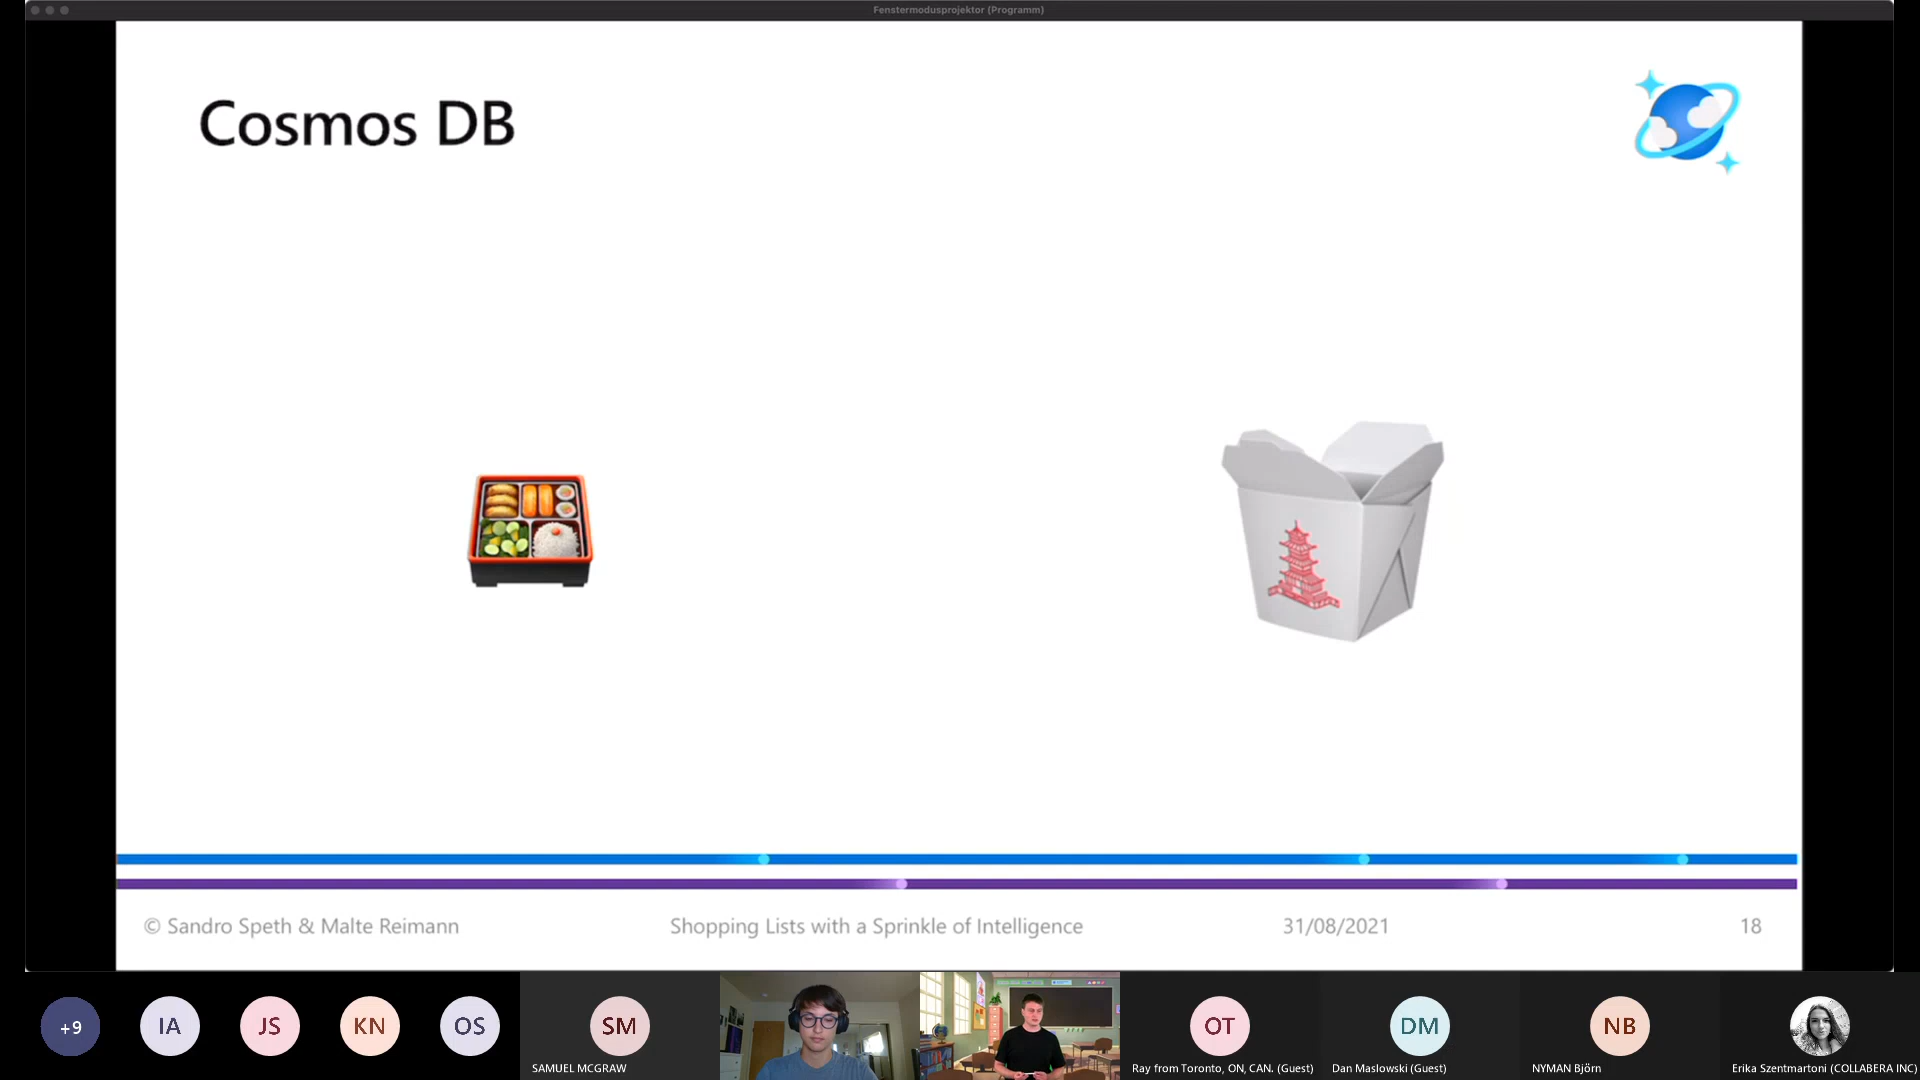 Fenstermodusprojektor (Programm)
Cosmos DB
© Sandro Speth & Malte Reimann
Shopping Lists with a Sprinkle of Intelligence
31/08/2021
18
+9
IA
JS
KN
OS
SM
SAMUEL MCGRAW
OT
Ray from Toronto, ON, CAN. (Guest)
DM
Dan Maslowski (Guest)
NB
NYMAN Björn
Erika Szentmartoni (COLLABERA INC)